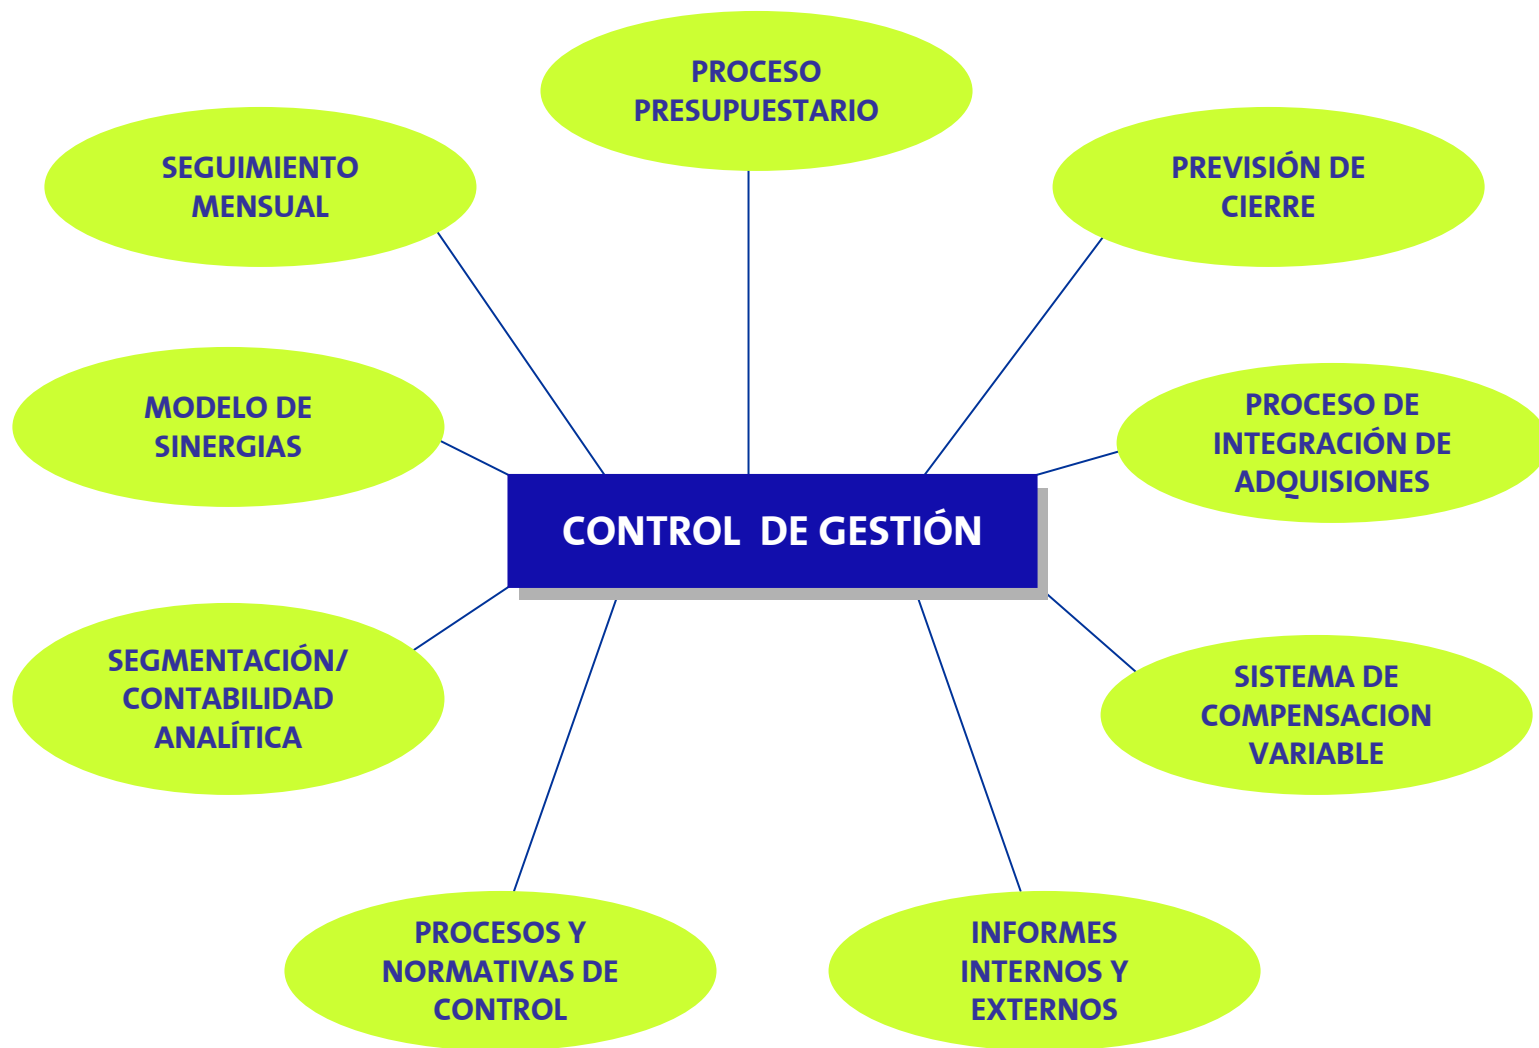 PROCESO
PRESUPUESTARIO
SEGUIMIENTO
MENSUAL
PREVISIÓN DE
CIERRE
MODELO DE
SINERGIAS
PROCESO DE
INTEGRACIÓN DE
ADQUISIONES
CONTROL  DE GESTIÓN
SEGMENTACIÓN/
CONTABILIDAD
ANALÍTICA
SISTEMA DE
COMPENSACION
VARIABLE
PROCESOS Y
NORMATIVAS DE
CONTROL
INFORMES
INTERNOS Y
EXTERNOS